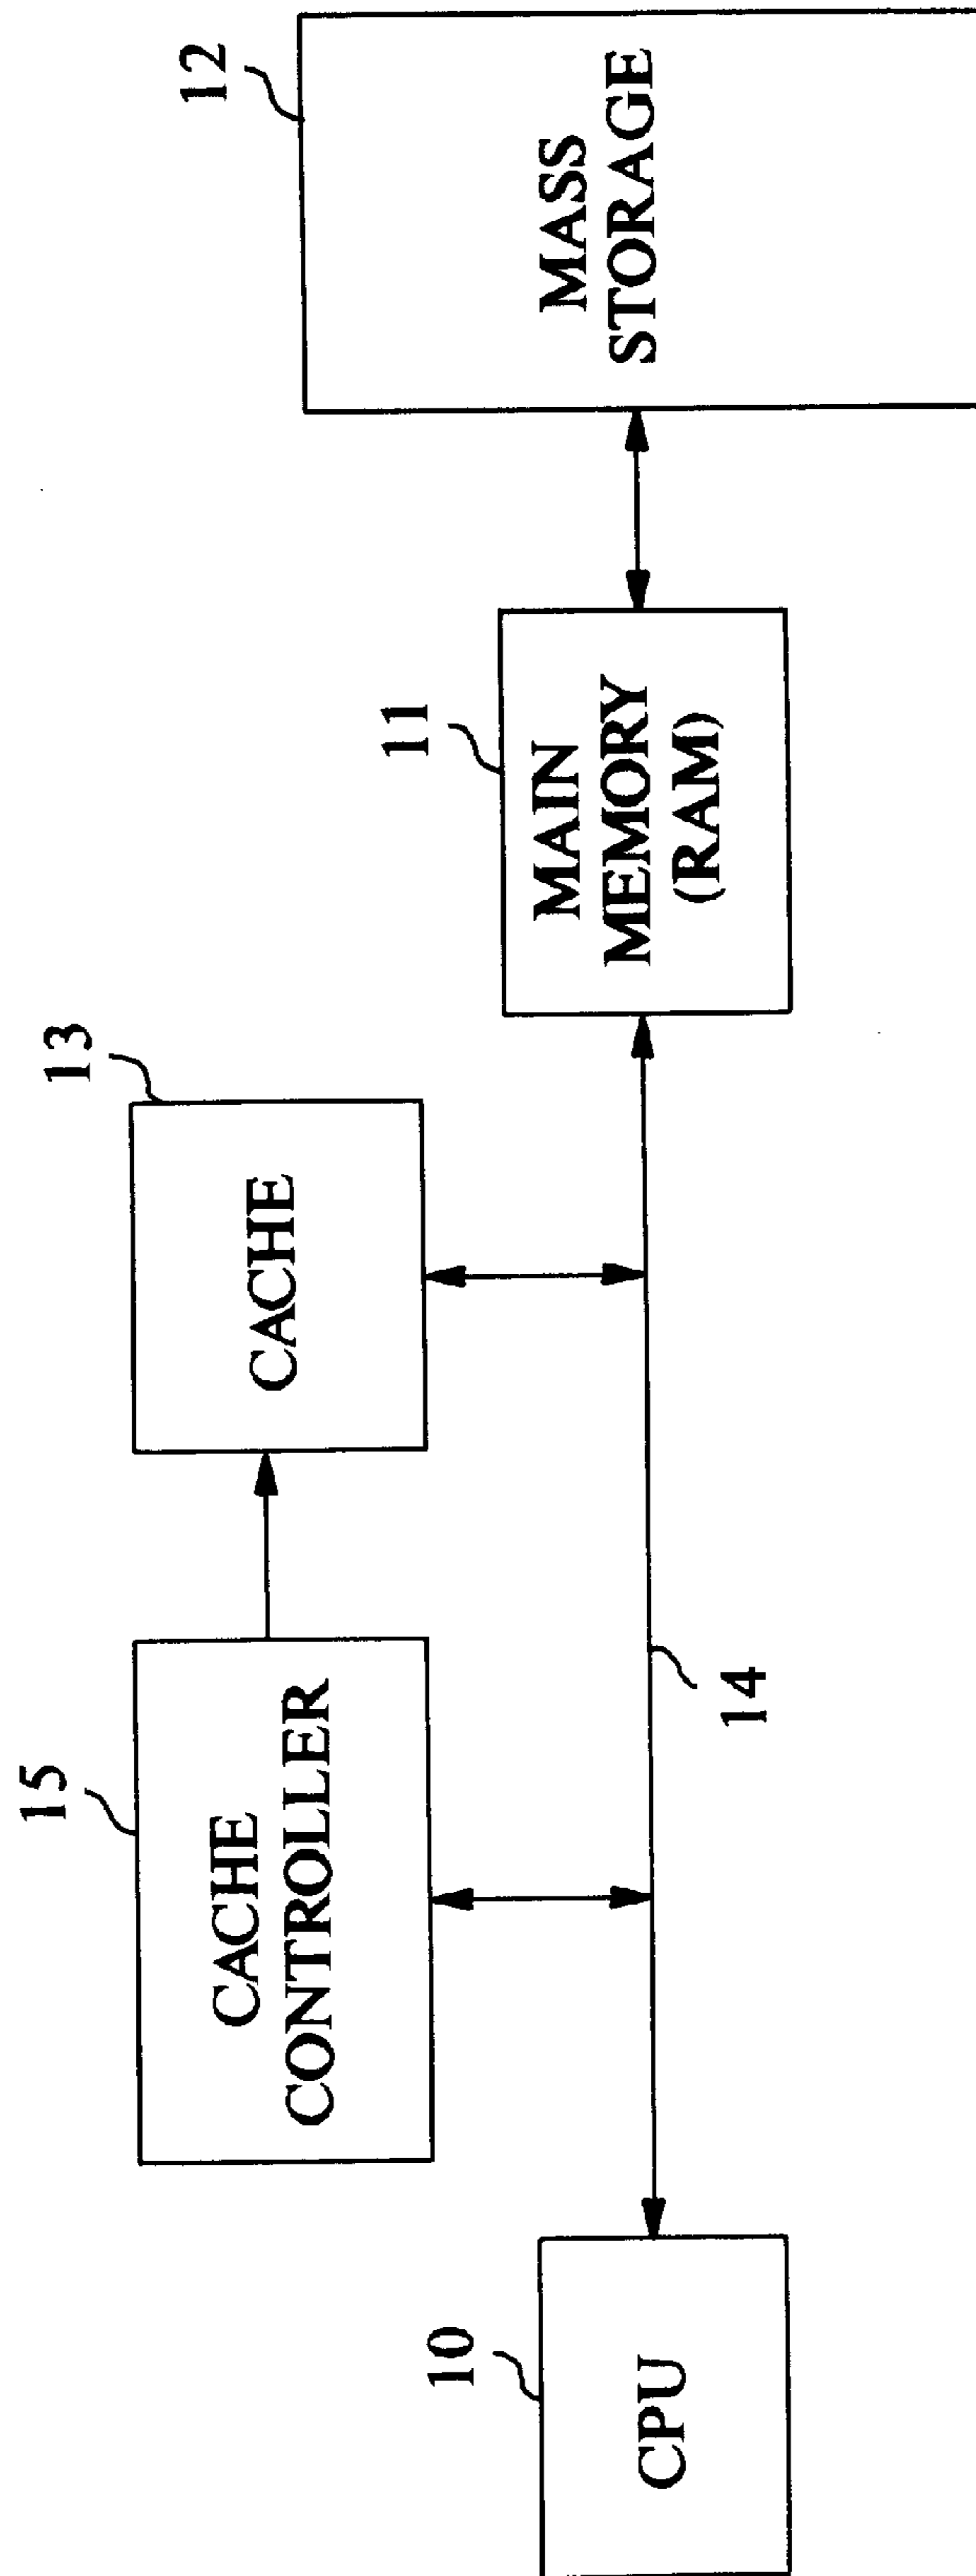 15
CACHE
CONTROLLER
13
CACHE
12
MASS
STORAGE
11
MAIN
MEMORY
(RAM)
10
CPU
14